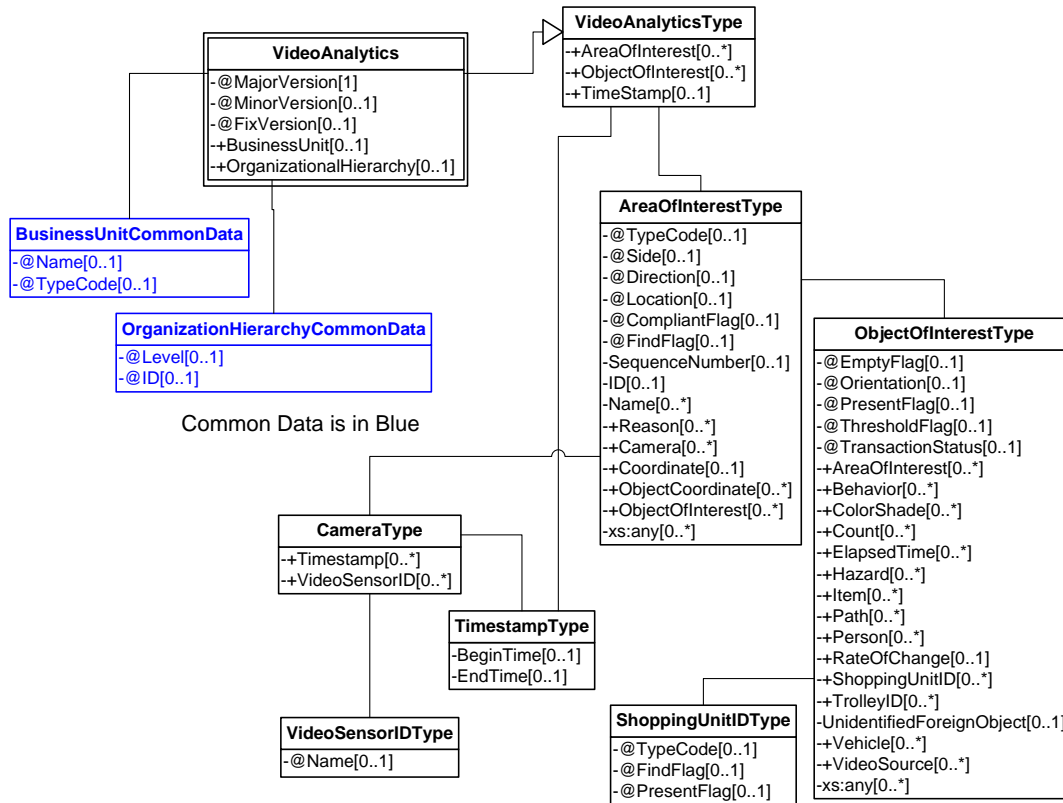 VideoAnalyticsType
-+AreaOfInterest[0..*]
-+ObjectOfInterest[0..*]
-+TimeStamp[0..1]
VideoAnalytics
-@MajorVersion[1]
-@MinorVersion[0..1]
-@FixVersion[0..1]
-+BusinessUnit[0..1]
-+OrganizationalHierarchy[0..1]
BusinessUnitCommonData
-@Name[0..1]
-@TypeCode[0..1]
OrganizationHierarchyCommonData
-@Level[0..1]
-@ID[0..1]
Common Data is in Blue
AreaOfInterestType
-@TypeCode[0..1]
-@Side[0..1]
-@Direction[0..1]
-@Location[0..1]
-@CompliantFlag[0..1]
-@FindFlag[0..1]
-SequenceNumber[0..1]
-ID[0..1]
-Name[0..*]
-+Reason[0..*]
-+Camera[0..*]
-+Coordinate[0..1]
-+ObjectCoordinate[0..*]
-+ObjectOfInterest[0..*]
-xs:any[0..*]
ObjectOfInterestType
-@EmptyFlag[0..1]
-@Orientation[0..1]
-@PresentFlag[0..1]
-@ThresholdFlag[0..1]
-@TransactionStatus[0..1]
-+AreaOfInterest[0..*]
-+Behavior[0..*]
-+ColorShade[0..*]
-+Count[0..*]
-+ElapsedTime[0..*]
-+Hazard[0..*]
-+Item[0..*]
-+Path[0..*]
-+Person[0..*]
-+RateOfChange[0..1]
-+ShoppingUnitID[0..*]
-+TrolleyID[0..*]
-UnidentifiedForeignObject[0..1]
-+Vehicle[0..*]
-+VideoSource[0..*]
-xs:any[0..*]
CameraType
-+Timestamp[0..*]
-+VideoSensorID[0..*]
TimestampType
-BeginTime[0..1]
-EndTime[0..1]
VideoSensorIDType
-@Name[0..1]
ShoppingUnitIDType
-@TypeCode[0..1]
-@FindFlag[0..1]
-@PresentFlag[0..1]